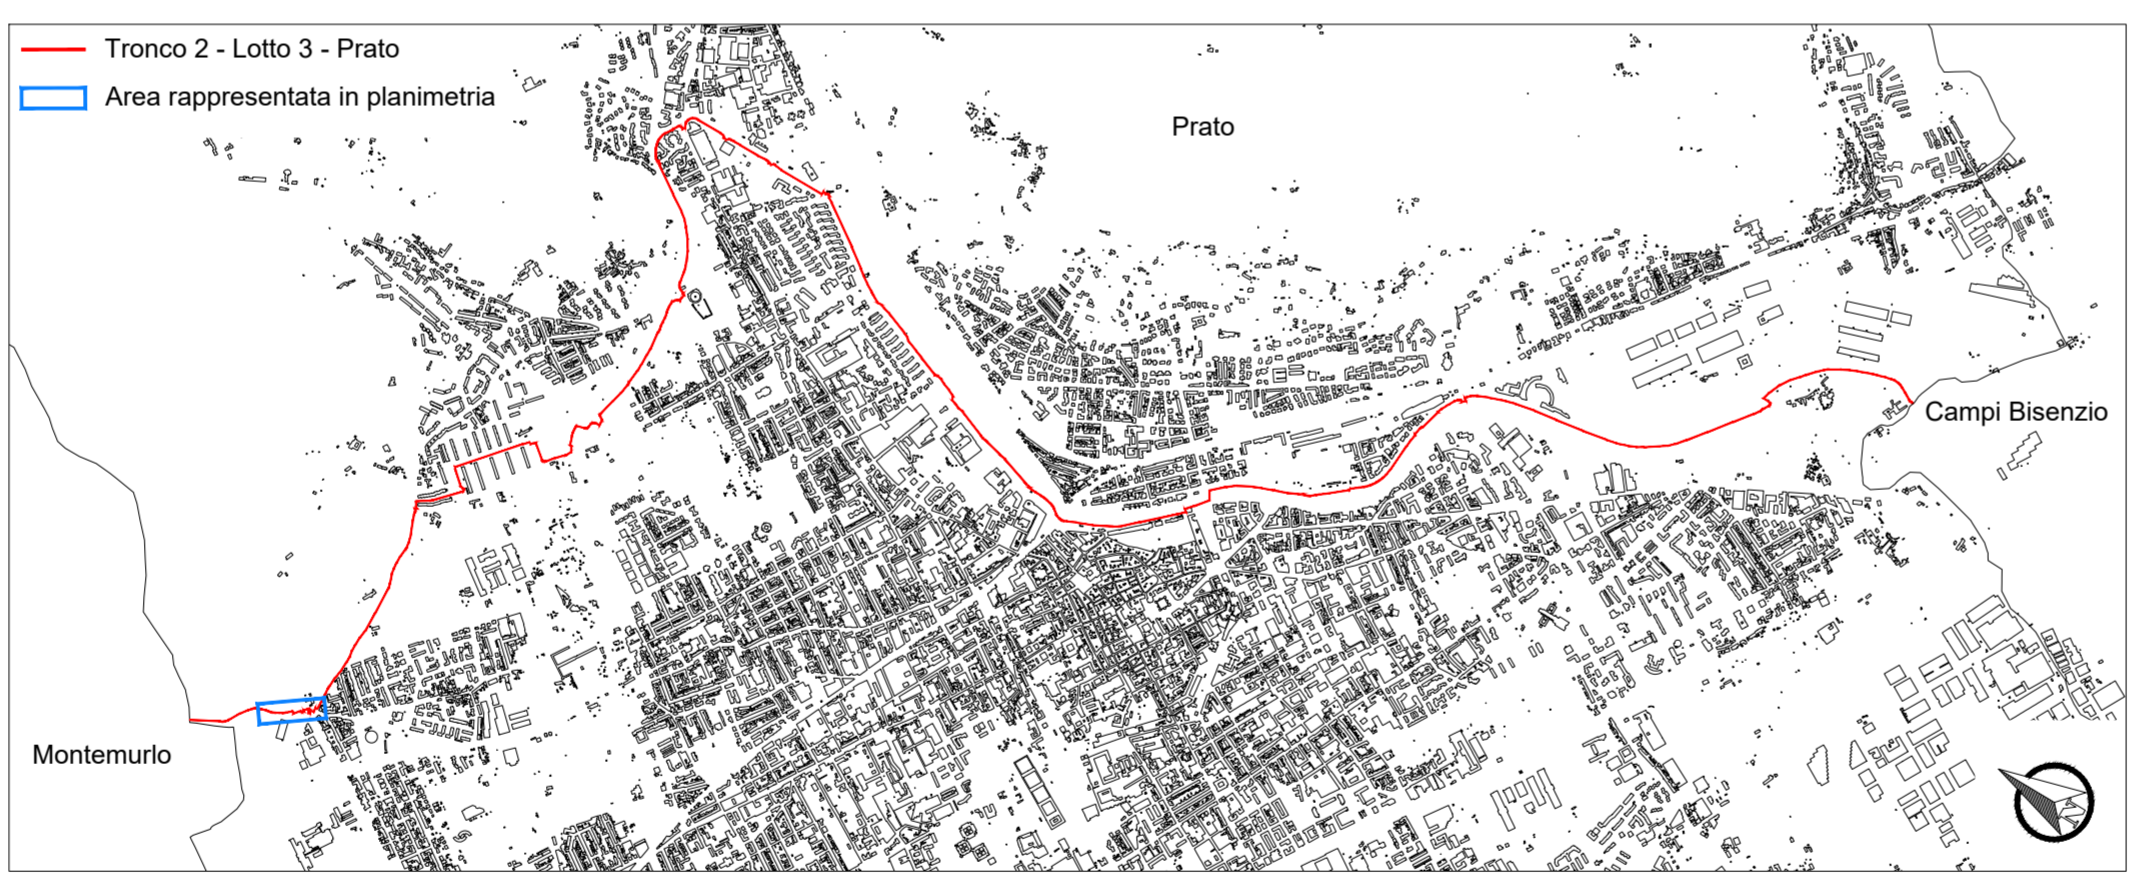 Tronco 2 - Lotto 3 - Prato
Area rappresentata in planimetria
Prato
Campi Bisenzio
Montemurlo